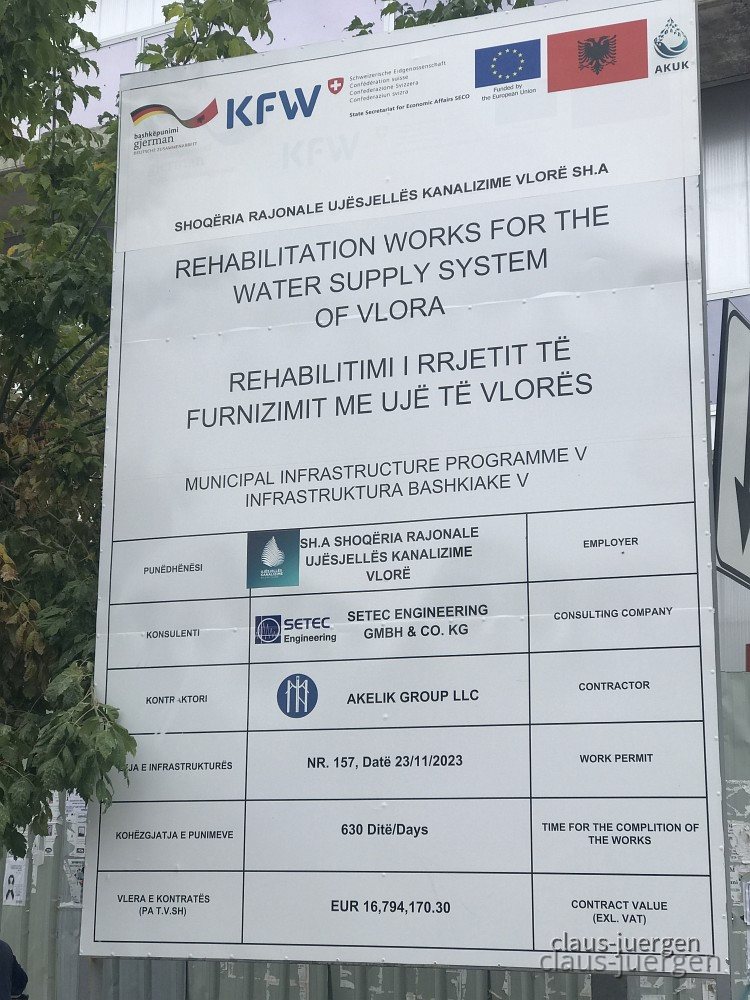 bashkëpunimi
gjerman
DEUTSCHE ZUSAMMENARBEIT
KFW
Schweizerische Eidgenossenschaft
Confédération suisse
Confederazione Svizzera
Confederaziun svizra
State Secretariat for Economic Affairs SECO
Funded by
the European Union
AKUK
SHOQËRIA RAJONALE UJËSJELLËS KANALIZIME VLORË SH.A
REHABILITATION WORKS FOR THE
WATER SUPPLY SYSTEM
OF VLORA
REHABILITIMI I RRJETIT TË
FURNIZIMIT ME UJË TË VLORËS
MUNICIPAL INFRASTRUCTURE PROGRAMME V
INFRASTRUKTURA BASHKIAKE V
PUNËDHËNËSI
UJËSJELLËS
KANALIZIME
SH.A SHOQËRIA RAJONALE
UJËSJELLËS KANALIZIME
VLORË
EMPLOYER
KONSULENTI
SETEC
Engineering
SETEC ENGINEERING
GMBH & CO. KG
CONSULTING COMPANY
KONTRAKTORI
AKELIK GROUP LLC
CONTRACTOR
EJA E INFRASTRUKTURËS
NR. 157, Datë 23/11/2023
WORK PERMIT
KOHËZGJATJA E PUNIMEVE
630 Ditë/Days
TIME FOR THE COMPLITION OF
THE WORKS
VLERA E KONTRATËS
(PA T.V.SH)
EUR 16,794,170.30
CONTRACT VALUE
(EXL. VAT)
claus-juergen
claus-juergen